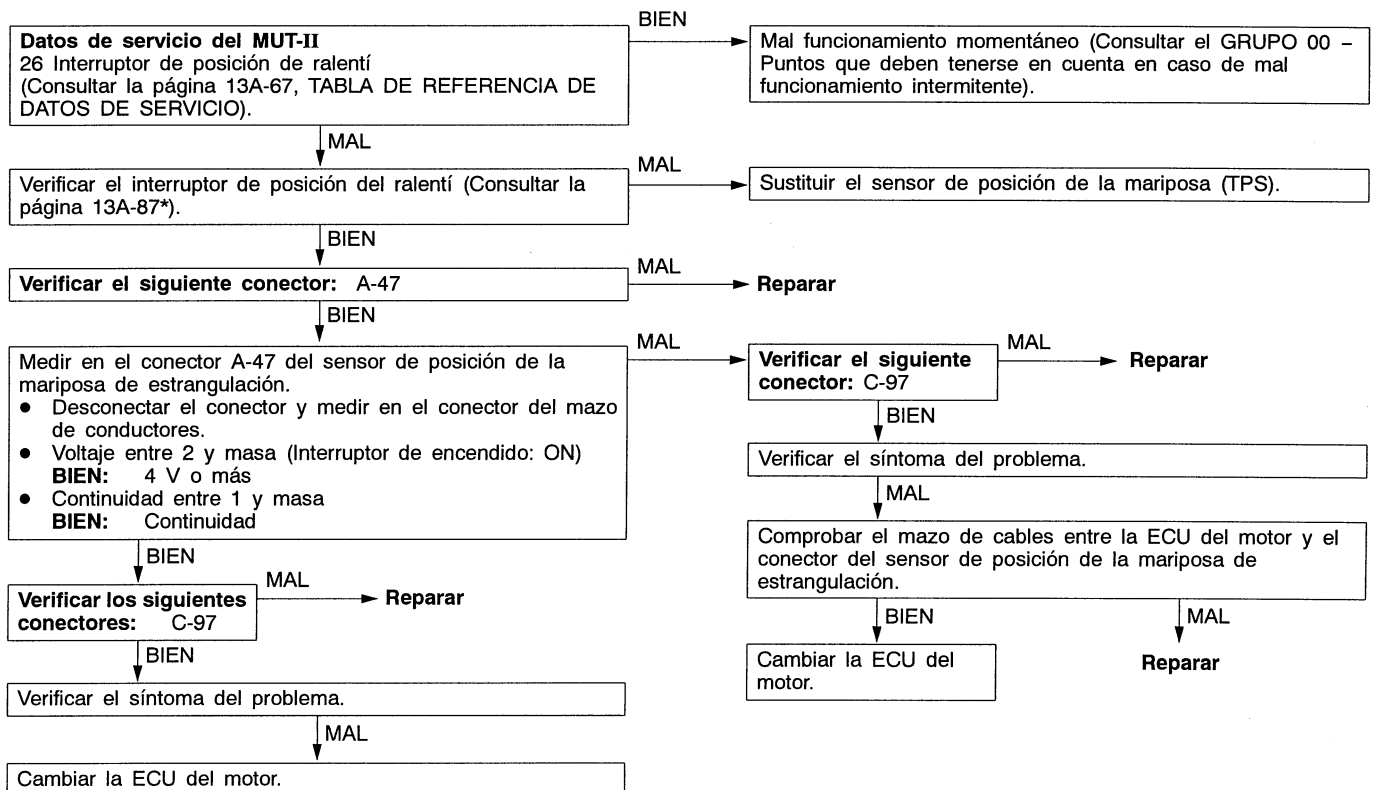 Datos de servicio del MUT-II
26 Interruptor de posición de ralentí
(Consultar la página 13A-67, TABLA DE REFERENCIA DE
DATOS DE SERVICIO).
BIEN
Mal funcionamiento momentáneo (Consultar el GRUPO 00 –
Puntos que deben tenerse en cuenta en caso de mal
funcionamiento intermitente).
MAL
Verificar el interruptor de posición del ralentí (Consultar la
página 13A-87*).
MAL
Sustituir el sensor de posición de la mariposa (TPS).
BIEN
Verificar el siguiente conector: A-47
MAL
Reparar
BIEN
Medir en el conector A-47 del sensor de posición de la
mariposa de estrangulación.
● Desconectar el conector y medir en el conector del mazo
de conductores.
● Voltaje entre 2 y masa (Interruptor de encendido: ON)
BIEN: 4 V o más
● Continuidad entre 1 y masa
BIEN: Continuidad
MAL
Verificar el siguiente
conector: C-97
MAL
Reparar
BIEN
Verificar el síntoma del problema.
MAL
Comprobar el mazo de cables entre la ECU del motor y el
conector del sensor de posición de la mariposa de
estrangulación.
BIEN
Cambiar la ECU del
motor.
MAL
Reparar
BIEN
Verificar los siguientes
conectores: C-97
MAL
Reparar
BIEN
Verificar el síntoma del problema.
MAL
Cambiar la ECU del motor.